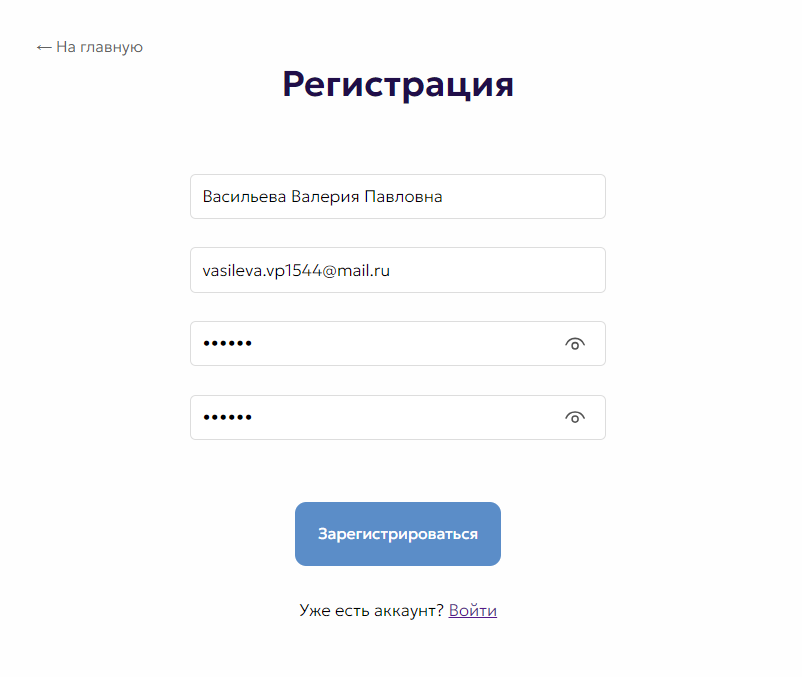 ← На главную
Регистрация
Васильева Валерия Павловна
vasileva.vp1544@mail.ru
••••••
••••••
Зарегистрироваться
Уже есть аккаунт? Войти